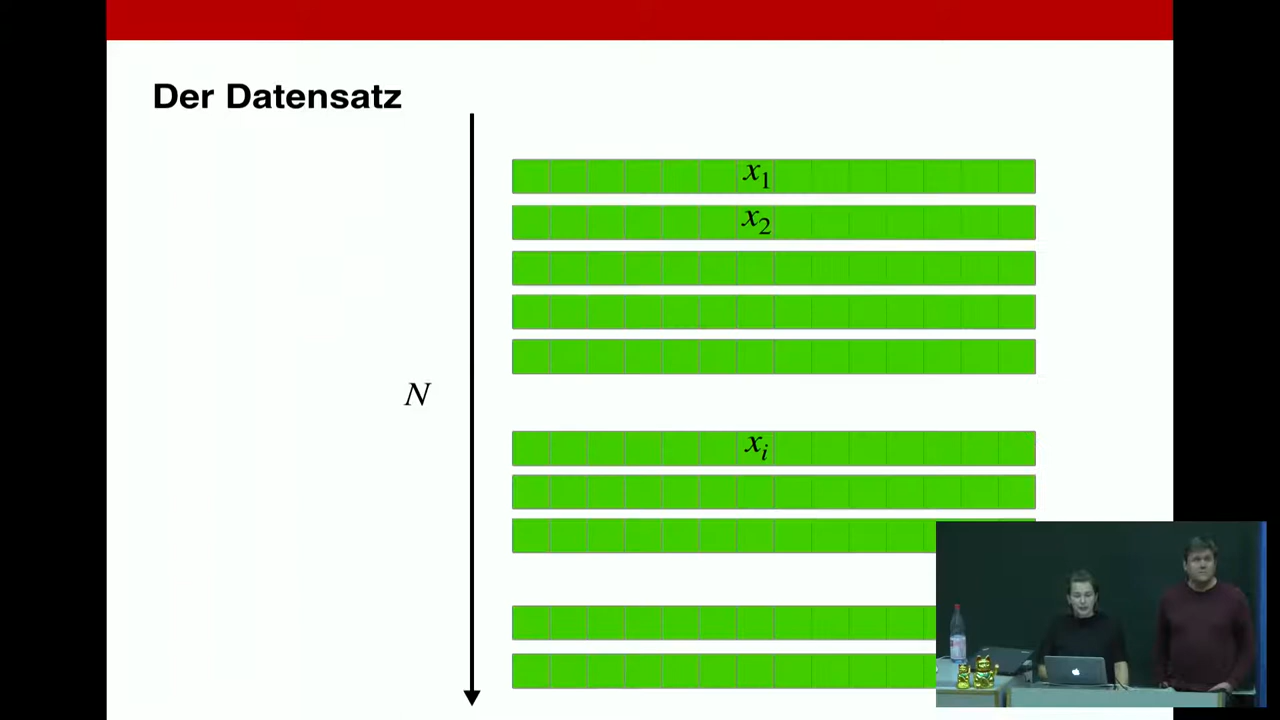 Der Datensatz
x1
x2
N
xi